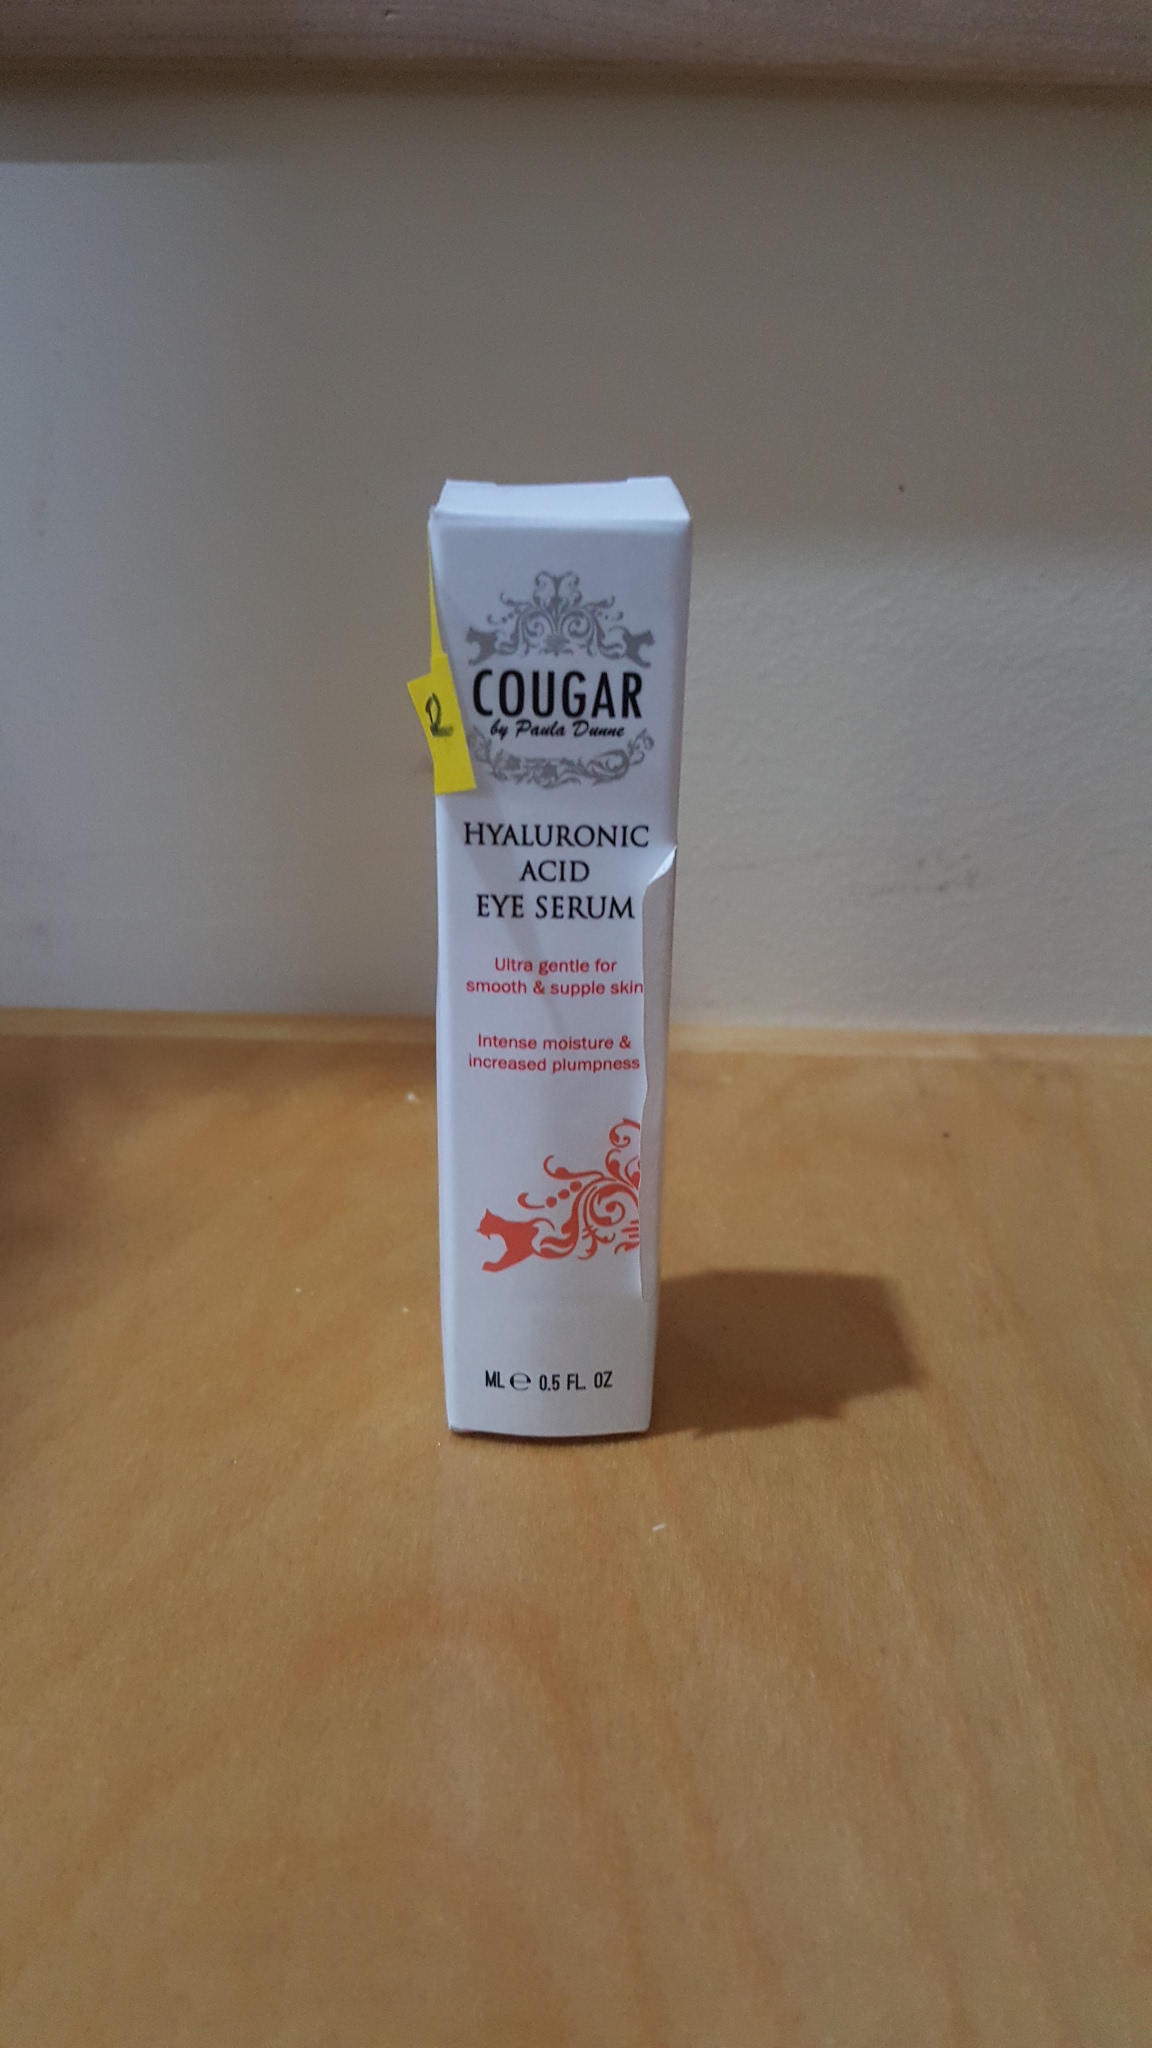 COUGAR
by Paula Dunne
2
HYALURONIC
ACID
EYE SERUM
Ultra gentle for
smooth & supple skin
Intense moisture &
increased plumpness
ML ℮ 0.5 FL. OZ